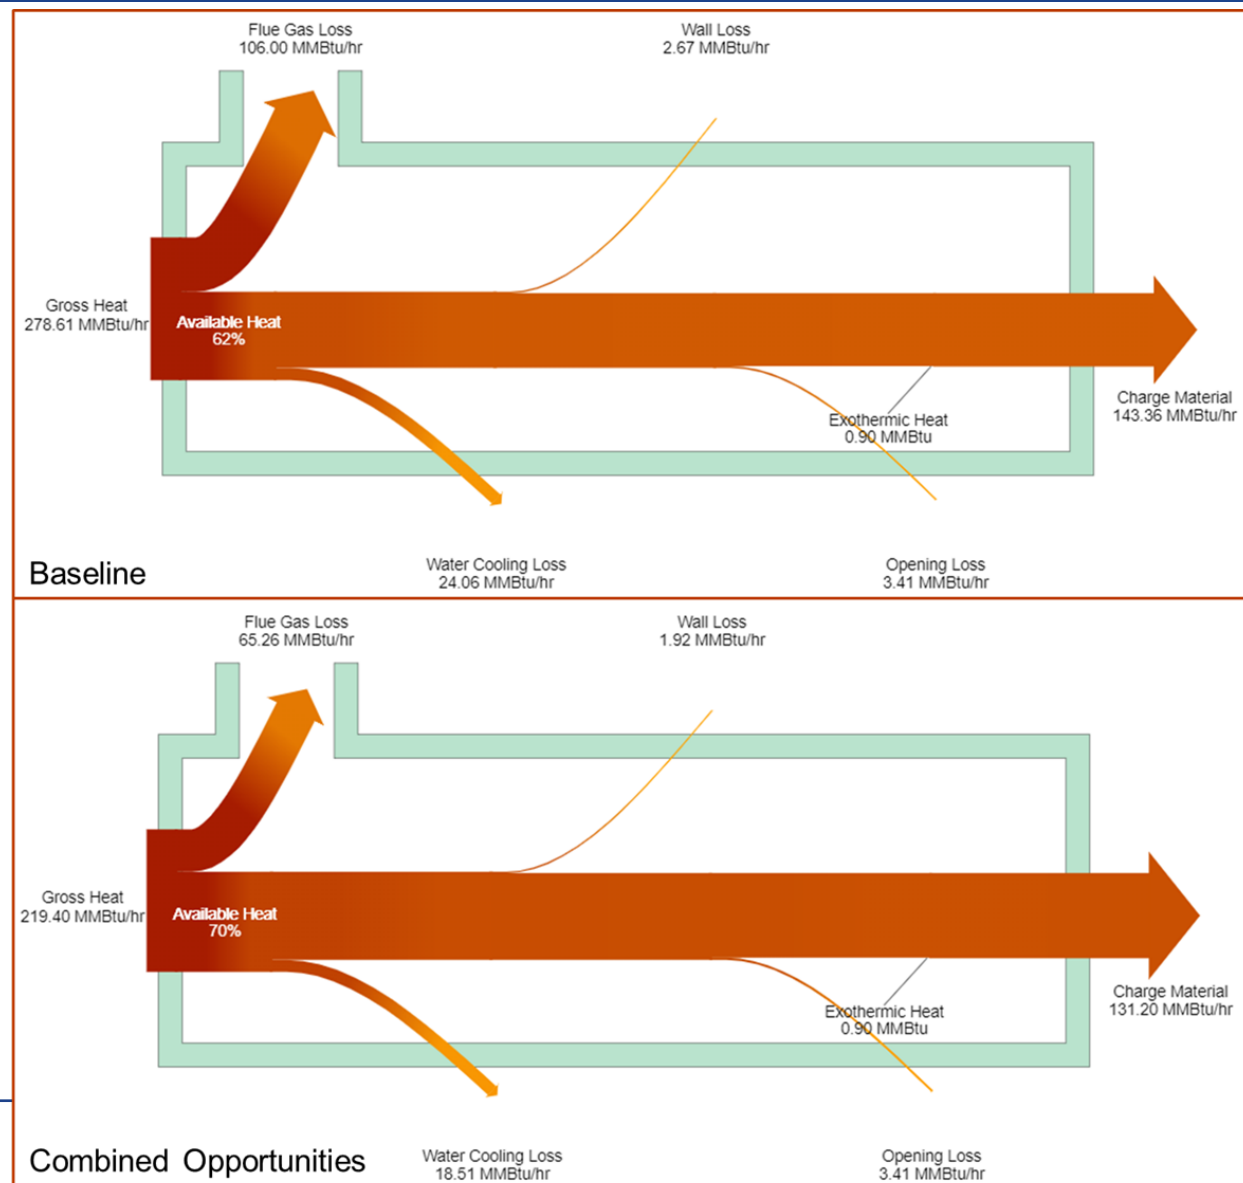 Flue Gas Loss
106.00 MMBtu/hr
Wall Loss
2.67 MMBtu/hr
Gross Heat
278.61 MMBtu/hr
Available Heat
62%
Exothermic Heat
0.90 MMBtu
Charge Material
143.36 MMBtu/hr
Water Cooling Loss
24.06 MMBtu/hr
Opening Loss
3.41 MMBtu/hr
Baseline
Flue Gas Loss
65.26 MMBtu/hr
Wall Loss
1.92 MMBtu/hr
Gross Heat
219.40 MMBtu/hr
Available Heat
70%
Exothermic Heat
0.90 MMBtu
Charge Material
131.20 MMBtu/hr
Water Cooling Loss
18.51 MMBtu/hr
Opening Loss
3.41 MMBtu/hr
Combined Opportunities